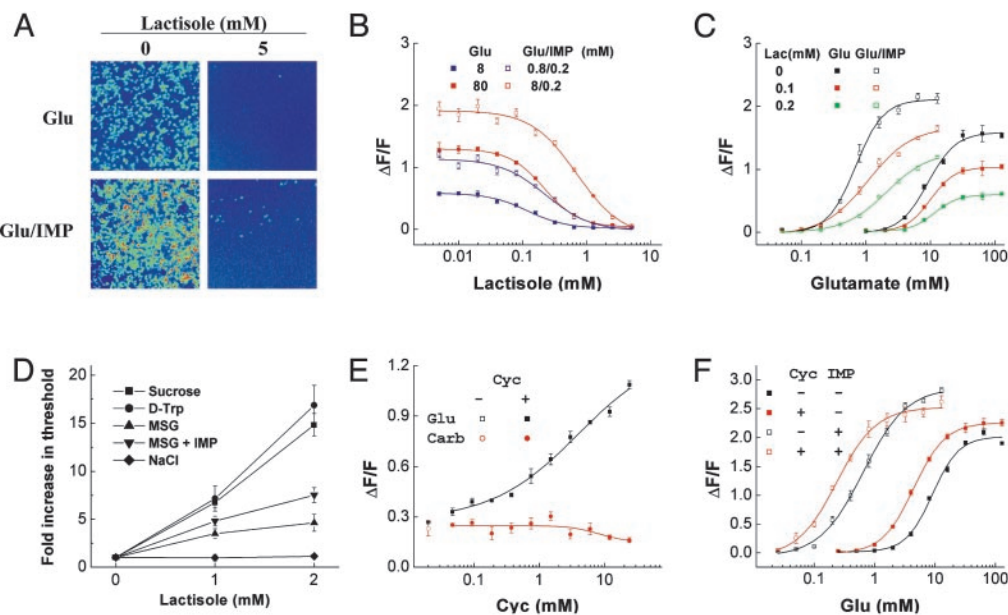 A
Lactisole (mM)
0 5
Glu
Glu/IMP
B
Glu Glu/IMP (mM)
8 0.8/0.2
80 8/0.2
ΔF/F
3
2
1
0
0.01 0.1 1 10
Lactisole (mM)
C
Lac(mM) Glu Glu/IMP
0
0.1
0.2
ΔF/F
3
2
1
0
0.1 1 10 100
Glutamate (mM)
D
Fold increase in threshold
20
15
10
5
0
Sucrose
D-Trp
MSG
MSG + IMP
NaCl
0 1 2
Lactisole (mM)
E
Cyc
− +
Glu
Carb
ΔF/F
1.2
0.9
0.6
0.3
0.0
0.1 1 10
Cyc (mM)
F
Cyc IMP
− −
+ −
− +
+ +
ΔF/F
3.0
2.5
2.0
1.5
1.0
0.5
0.0
0.1 1 10 100
Glu (mM)